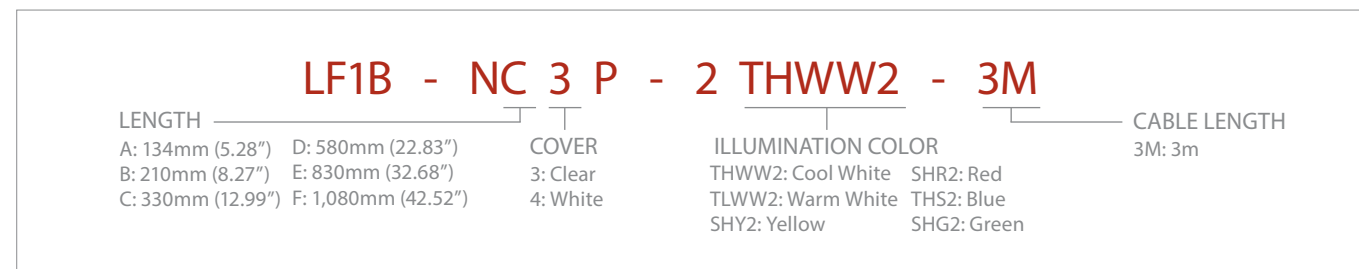 LF1B - NC 3 P - 2 THWW2 - 3M
LENGTH
A: 134mm (5.28”) D: 580mm (22.83”)
B: 210mm (8.27”) E: 830mm (32.68”)
C: 330mm (12.99”) F: 1,080mm (42.52”)
COVER
3: Clear
4: White
ILLUMINATION COLOR
THWW2: Cool White SHR2: Red
TLWW2: Warm White THS2: Blue
SHY2: Yellow SHG2: Green
CABLE LENGTH
3M: 3m